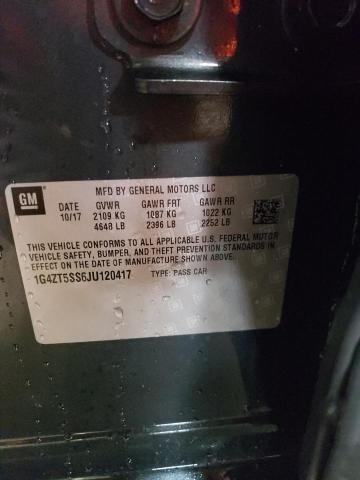 GM
MFD BY GENERAL MOTORS LLC
DATE GVWR GAWR FRT GAWR RR
10/17 2109 KG 1087 KG 1022 KG
4648 LB 2396 LB 2252 LB
THIS VEHICLE CONFORMS TO ALL APPLICABLE U.S. FEDERAL MOTOR
VEHICLE SAFETY, BUMPER, AND THEFT PREVENTION STANDARDS IN
EFFECT ON THE DATE OF MANUFACTURE SHOWN ABOVE.
1G4ZT5SS6JU120417 TYPE: PASS CAR